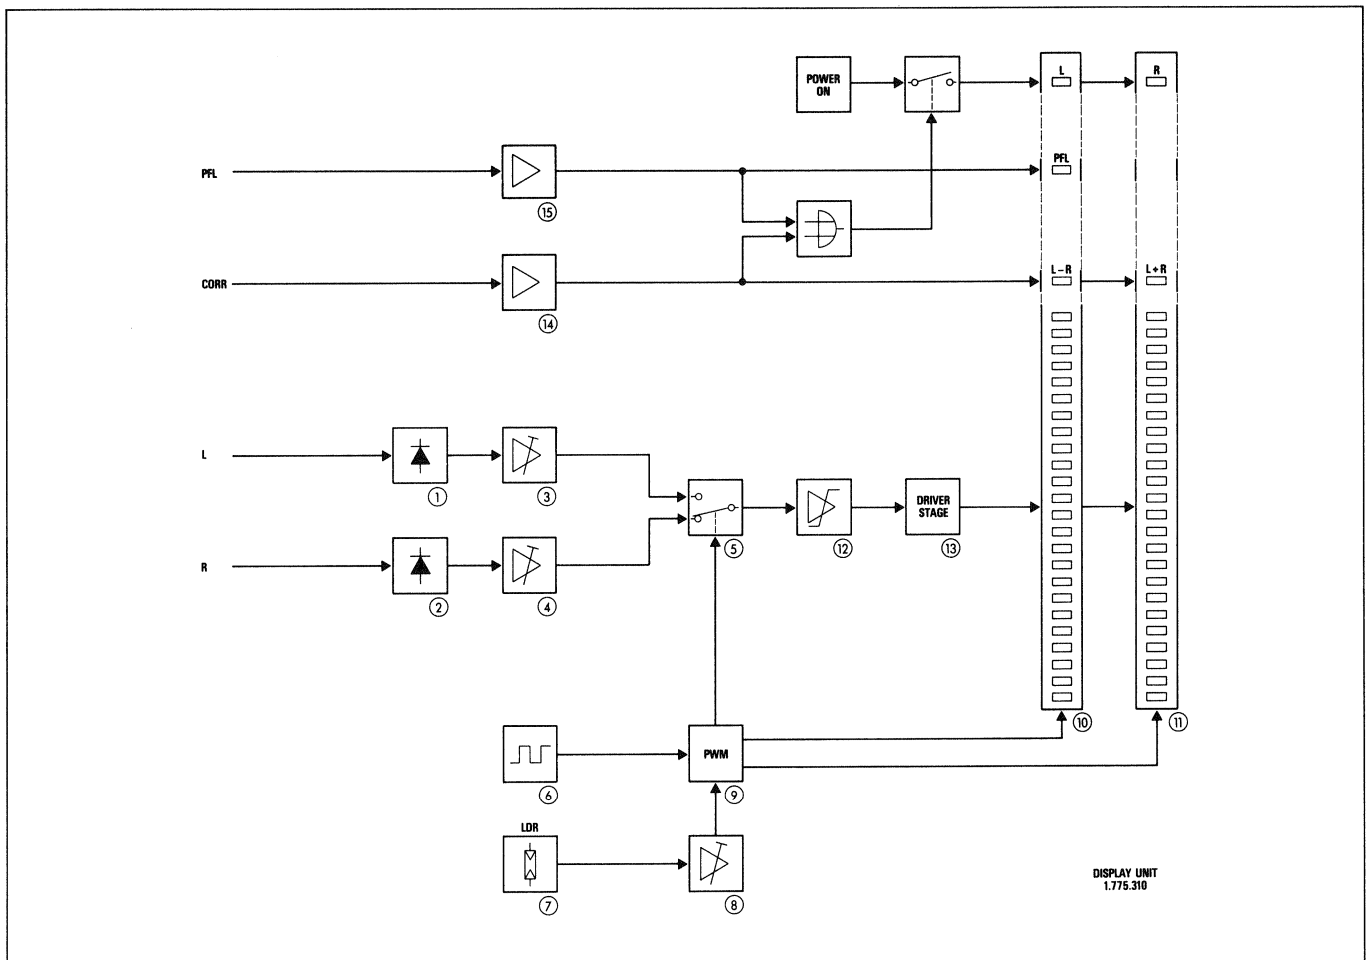 POWER
ON
L
R
PFL
PFL
15
CORR
L-R
L+R
14
L
1
3
R
2
4
5
12
DRIVER
STAGE
13
10
11
6
PWM
9
LDR
7
8
DISPLAY UNIT
1.775.310